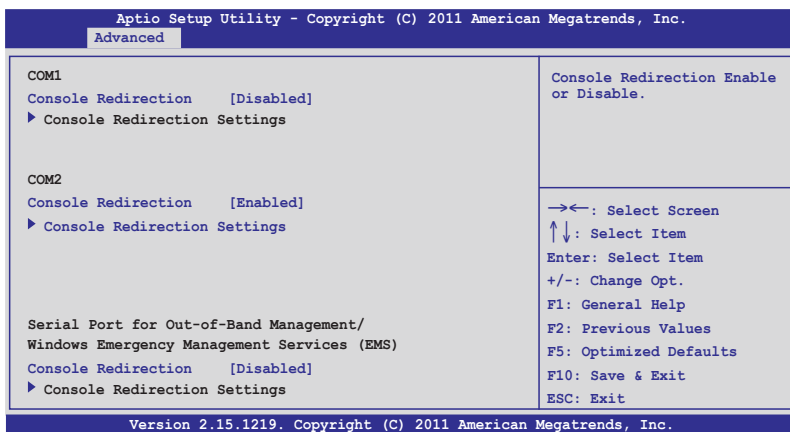 Aptio Setup Utility - Copyright (C) 2011 American Megatrends, Inc.
Advanced
COM1
Console Redirection [Disabled]
Console Redirection Settings
COM2
Console Redirection [Enabled]
Console Redirection Settings
Serial Port for Out-of-Band Management/
Windows Emergency Management Services (EMS)
Console Redirection [Disabled]
Console Redirection Settings
Console Redirection Enable
or Disable.
→←: Select Screen
↑↓: Select Item
Enter: Select Item
+/-: Change Opt.
F1: General Help
F2: Previous Values
F5: Optimized Defaults
F10: Save & Exit
ESC: Exit
Version 2.15.1219. Copyright (C) 2011 American Megatrends, Inc.